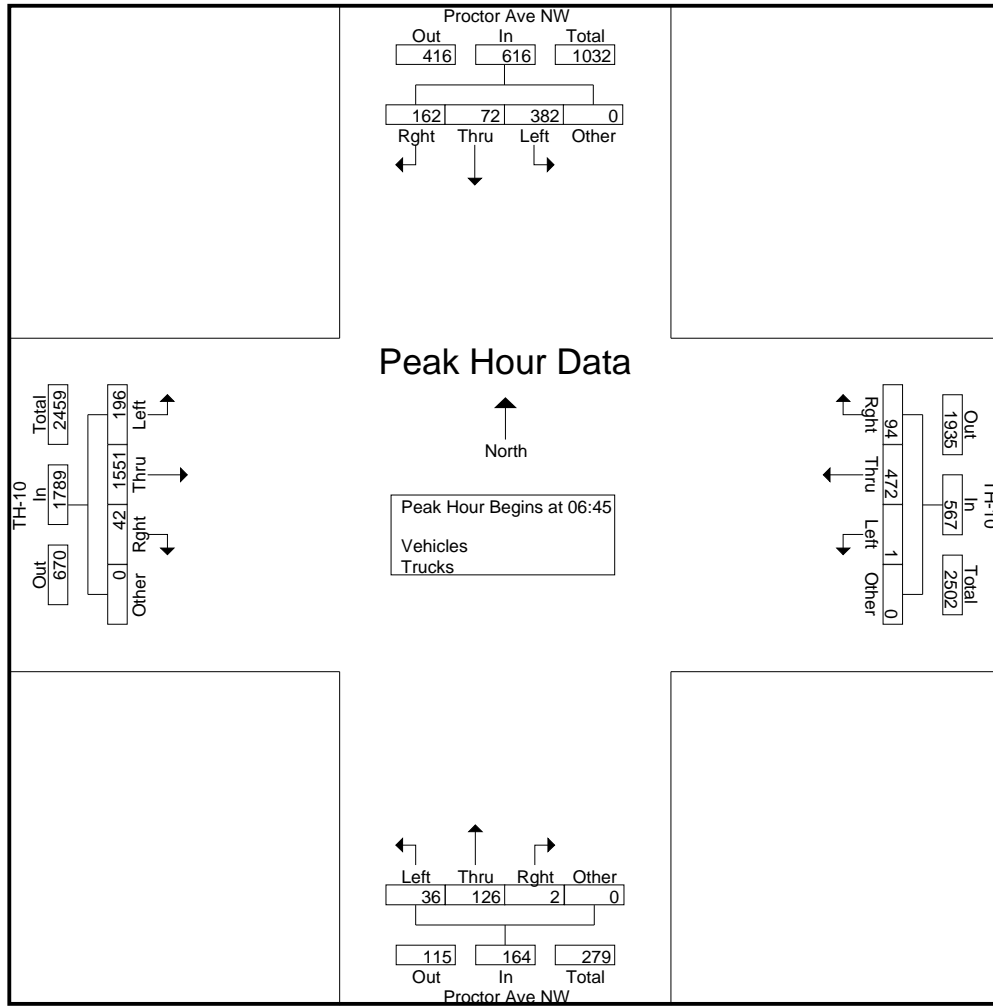 Proctor Ave NW
Out In Total
416 616 1032
162 72 382 0
Rght Thru Left Other
Peak Hour Data
North
Peak Hour Begins at 06:45
Vehicles
Trucks
TH-10
Total In Out
2459 1789 670
196 1551 42 0
Left Thru Rght Other
TH-10
Out In Total
1935 567 2502
94 472 1 0
Rght Thru Left Other
Left Thru Rght Other
36 126 2 0
115 164 279
Out In Total
Proctor Ave NW